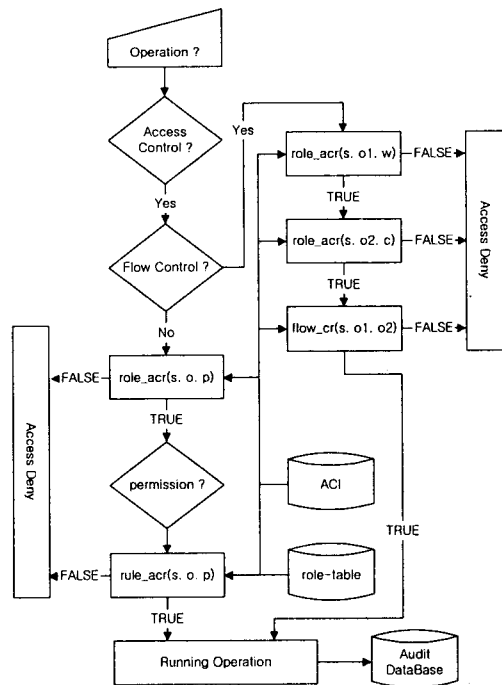 Operation ?
Access
Control ?
Yes
Yes
Flow Control ?
No
role_acr(s. o1. w)
FALSE
TRUE
role_acr(s. o2. c)
FALSE
TRUE
flow_cr(s. o1. o2)
FALSE
Access Deny
FALSE
role_acr(s. o. p)
TRUE
Access Deny
permission ?
ACI
TRUE
FALSE
rule_acr(s. o. p)
role-table
TRUE
Running Operation
Audit
DataBase